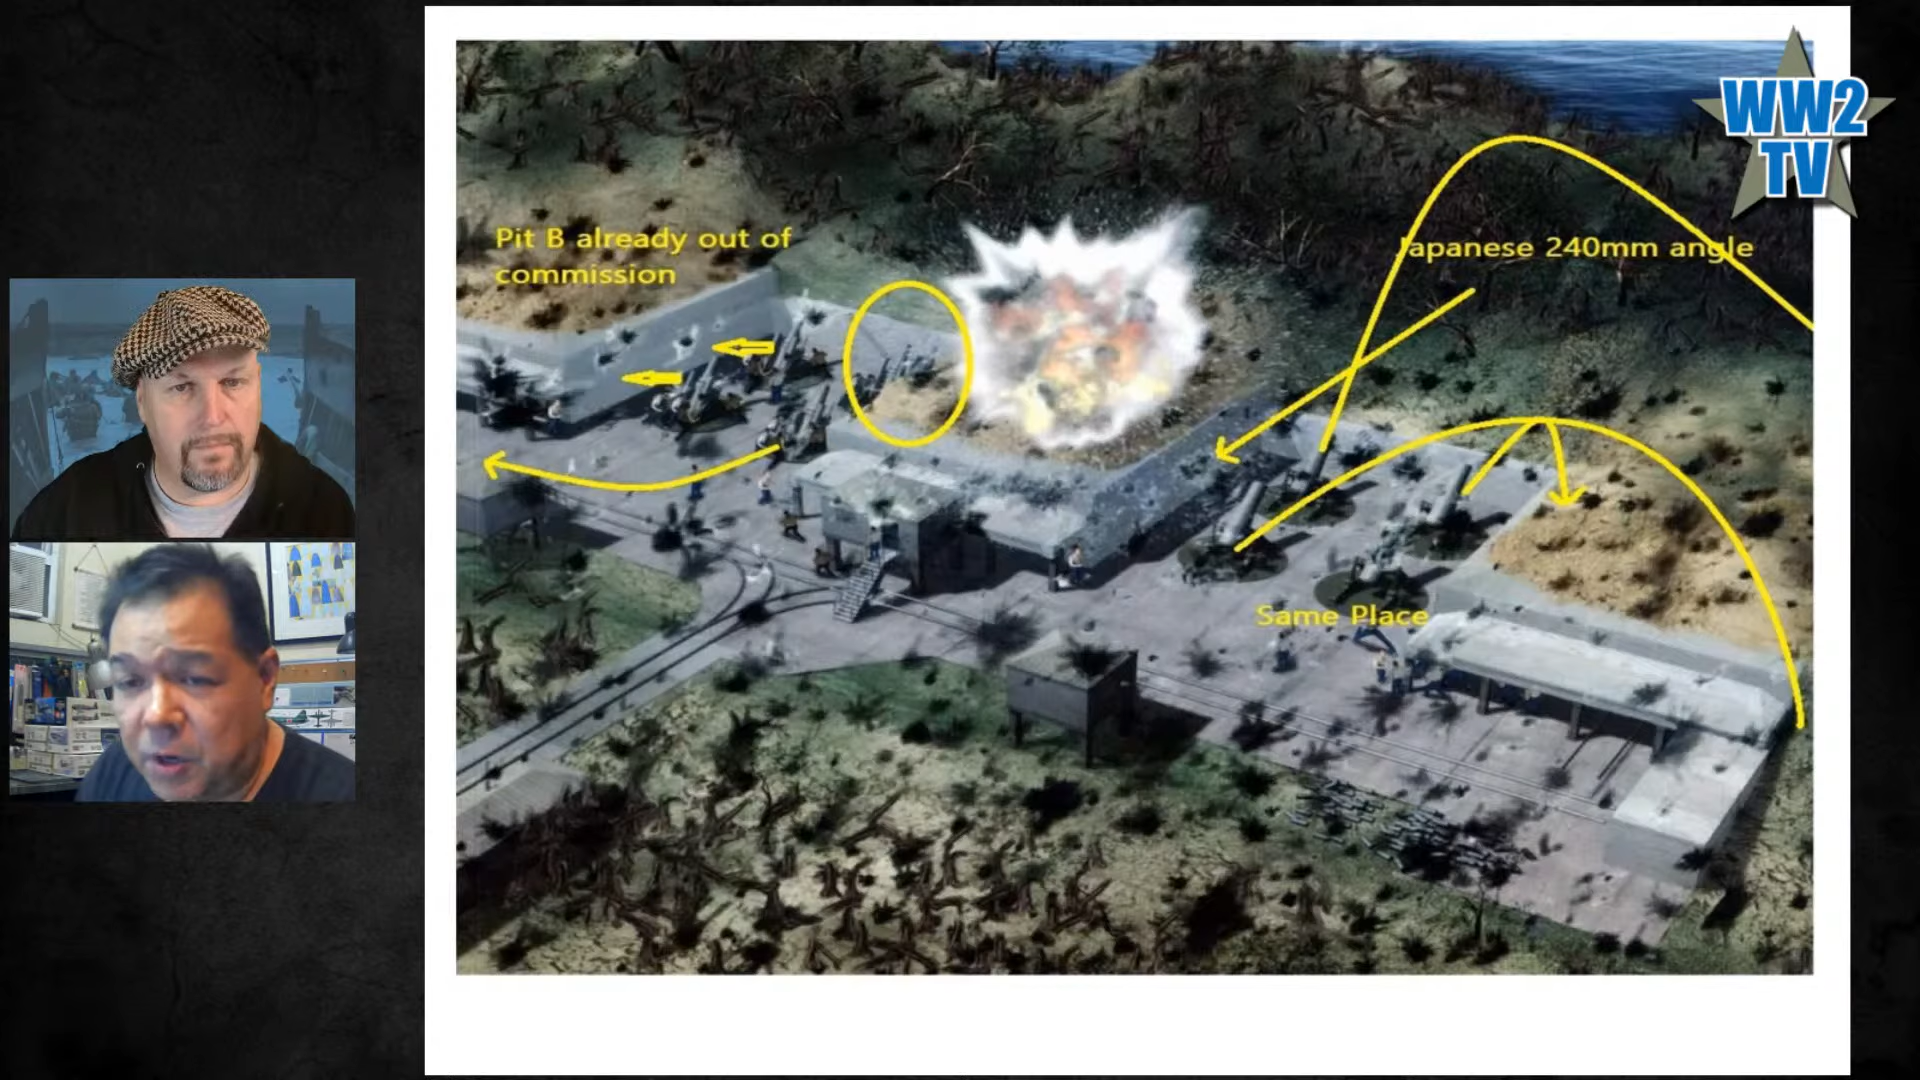 WW2
TV
Pit B already out of
commission
Japanese 240mm angle
Same Place